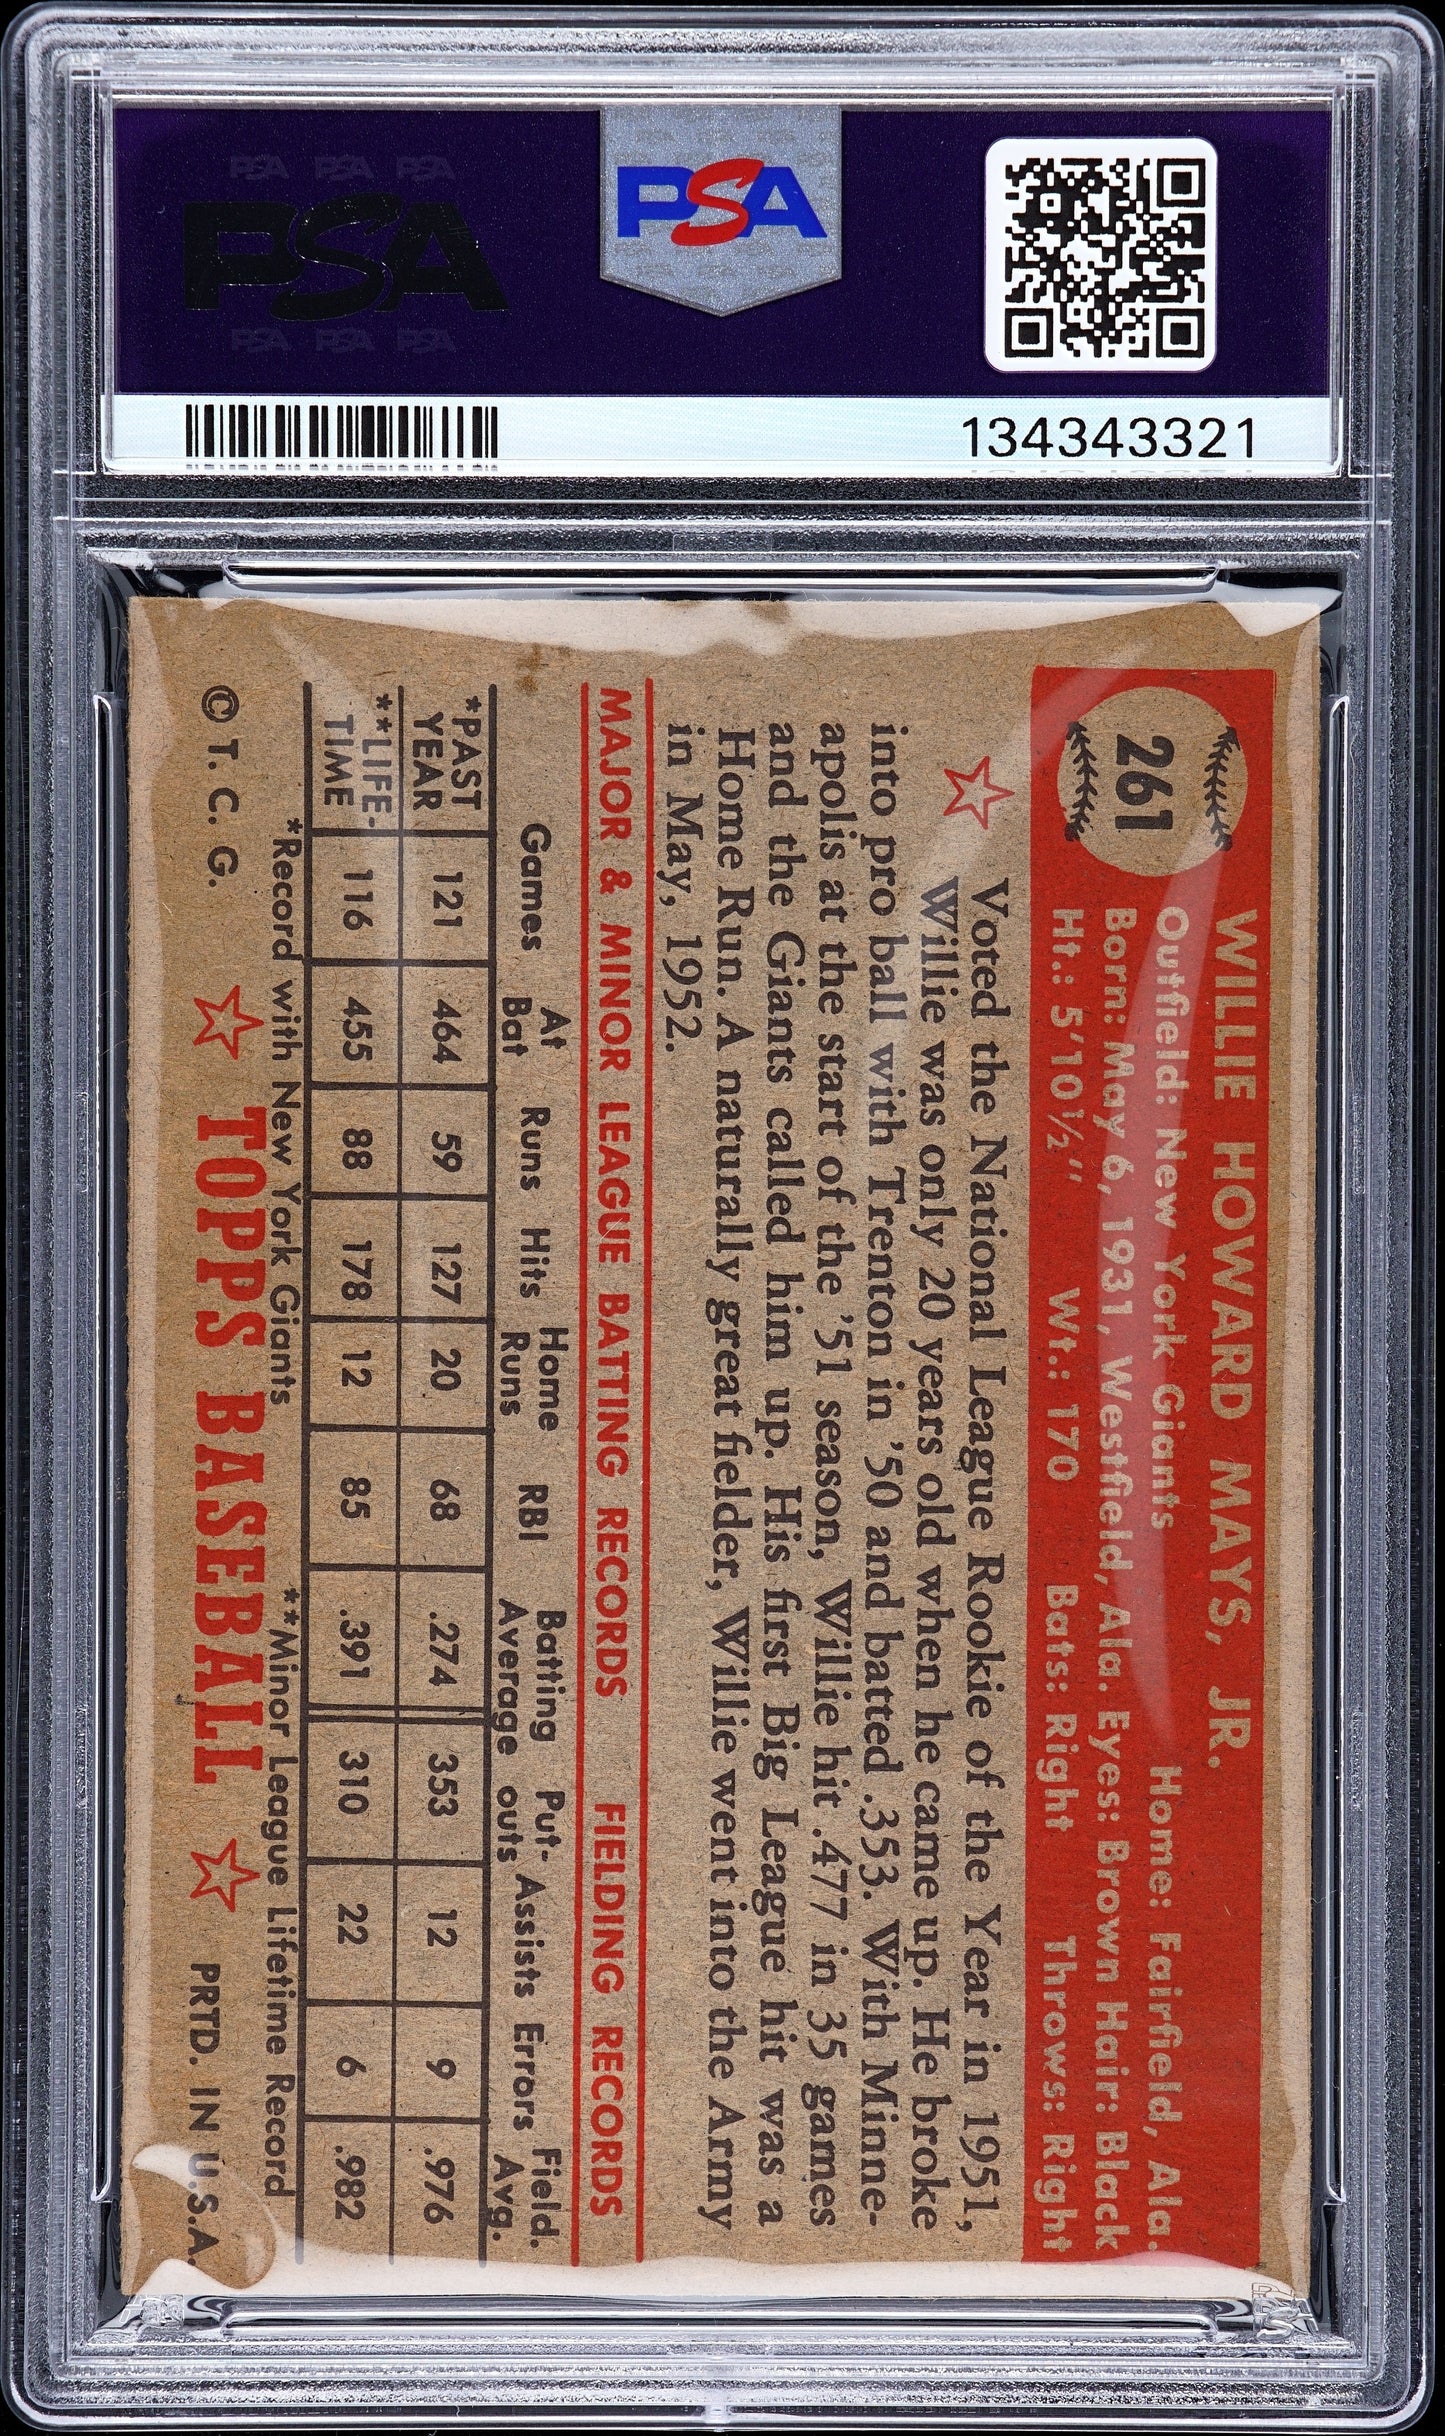 PSA PSA PSA
PSA
PSA PSA PSA
PSA
134343321
261
WILLIE HOWARD MAYS, JR.
Outfield: New York Giants Home: Fairfield, Ala.
Born: May 6, 1931, Westfield, Ala. Eyes: Brown Hair: Black
Ht.: 5'10½" Wt.: 170 Bats: Right Throws: Right
Voted the National League Rookie of the Year in 1951,
Willie was only 20 years old when he came up. He broke
into pro ball with Trenton in '50 and batted .353. With Minne-
apolis at the start of the '51 season, Willie hit .477 in 35 games
and the Giants called him up. His first Big League hit was a
Home Run. A naturally great fielder, Willie went into the Army
in May, 1952.
MAJOR & MINOR LEAGUE BATTING RECORDS FIELDING RECORDS
Games At Bat Runs Hits Home Runs RBI Batting Average Put-outs Assists Errors Field. Avg.
*PAST YEAR 121 464 59 127 20 68 .274 353 12 9 .976
**LIFE-TIME 116 455 88 178 12 85 .391 310 22 6 .982
*Record with New York Giants **Minor League Lifetime Record
© T. C. G. TOPPS BASEBALL PRTD. IN U.S.A.